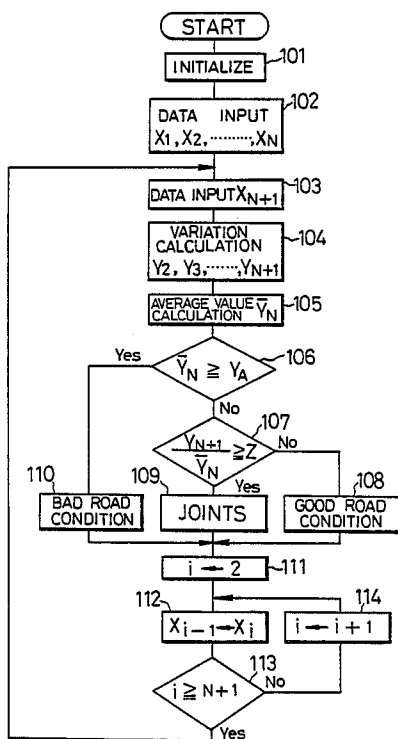 START
101
INITIALIZE
102
DATA INPUT
X1, X2, ·········, XN
103
DATA INPUT XN+1
104
VARIATION
CALCULATION
Y2, Y3, ······, YN+1
105
AVERAGE VALUE
CALCULATION ȲN
106
Yes
ȲN ≧ YA
No
107
YN+1
ȲN
≧Z
No
Yes
110
109
108
BAD ROAD
CONDITION
JOINTS
GOOD ROAD
CONDITION
i ← 2
111
112
114
Xi-1 ← Xi
i ← i + 1
113
i ≧ N+1
No
Yes